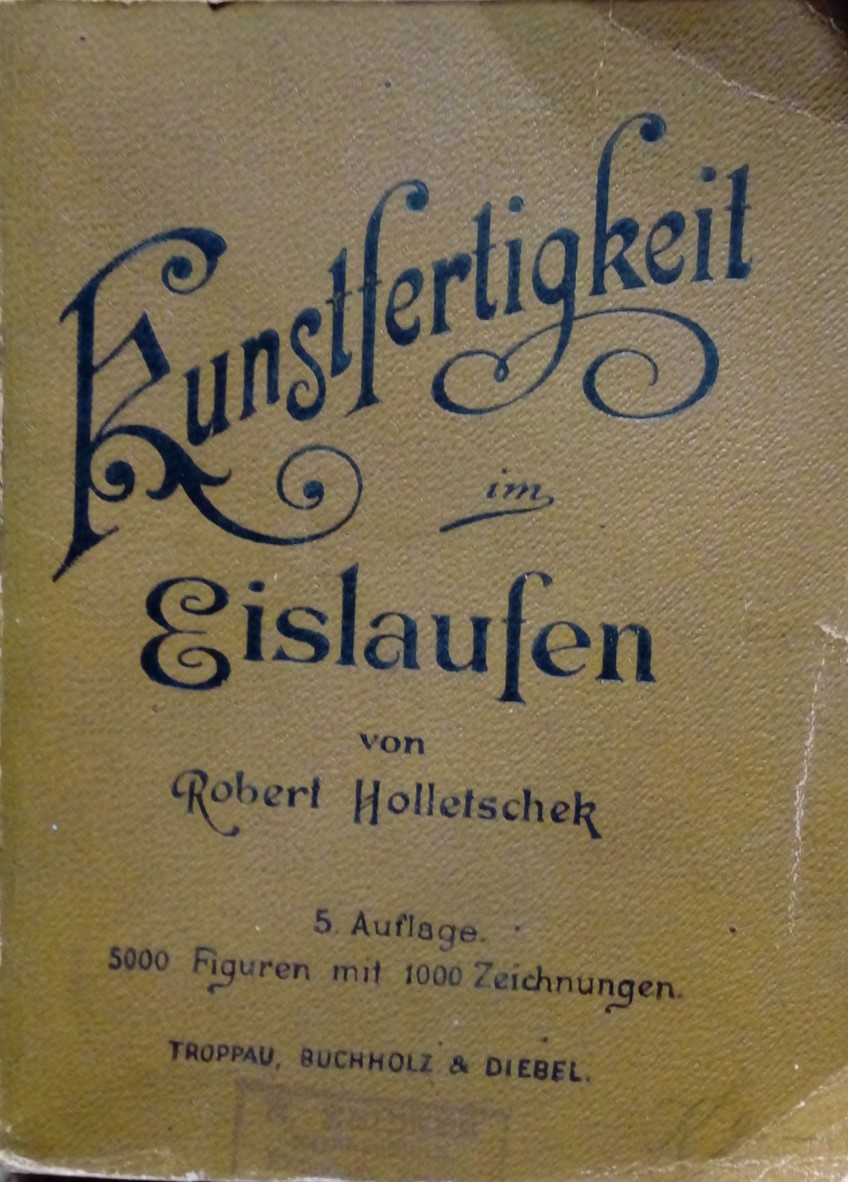 Kunstfertigkeit
im
Eislaufen
von
Robert Holletschek
5. Auflage.
5000 Figuren mit 1000 Zeichnungen.
TROPPAU, BUCHHOLZ & DIEBEL.